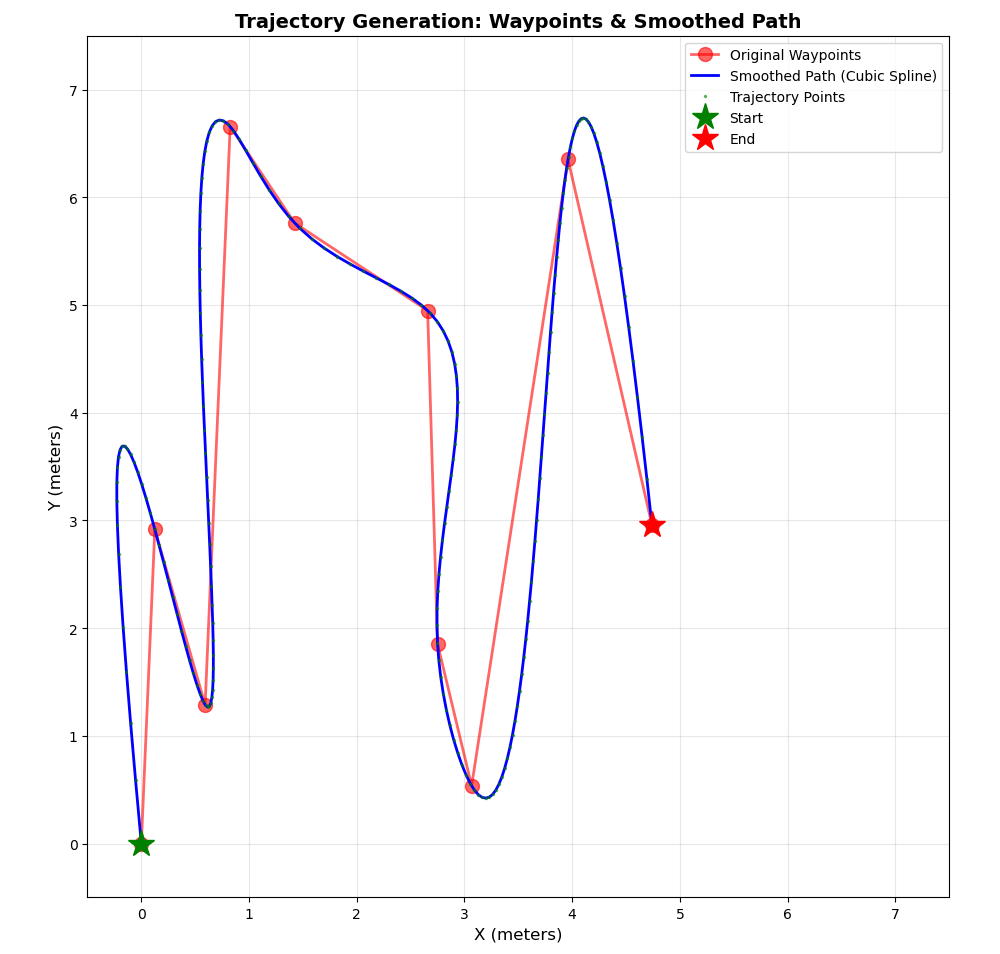 Trajectory Generation: Waypoints & Smoothed Path
Original Waypoints
Smoothed Path (Cubic Spline)
Trajectory Points
Start
End
7
6
5
4
3
2
1
0
Y (meters)
0 1 2 3 4 5 6 7
X (meters)